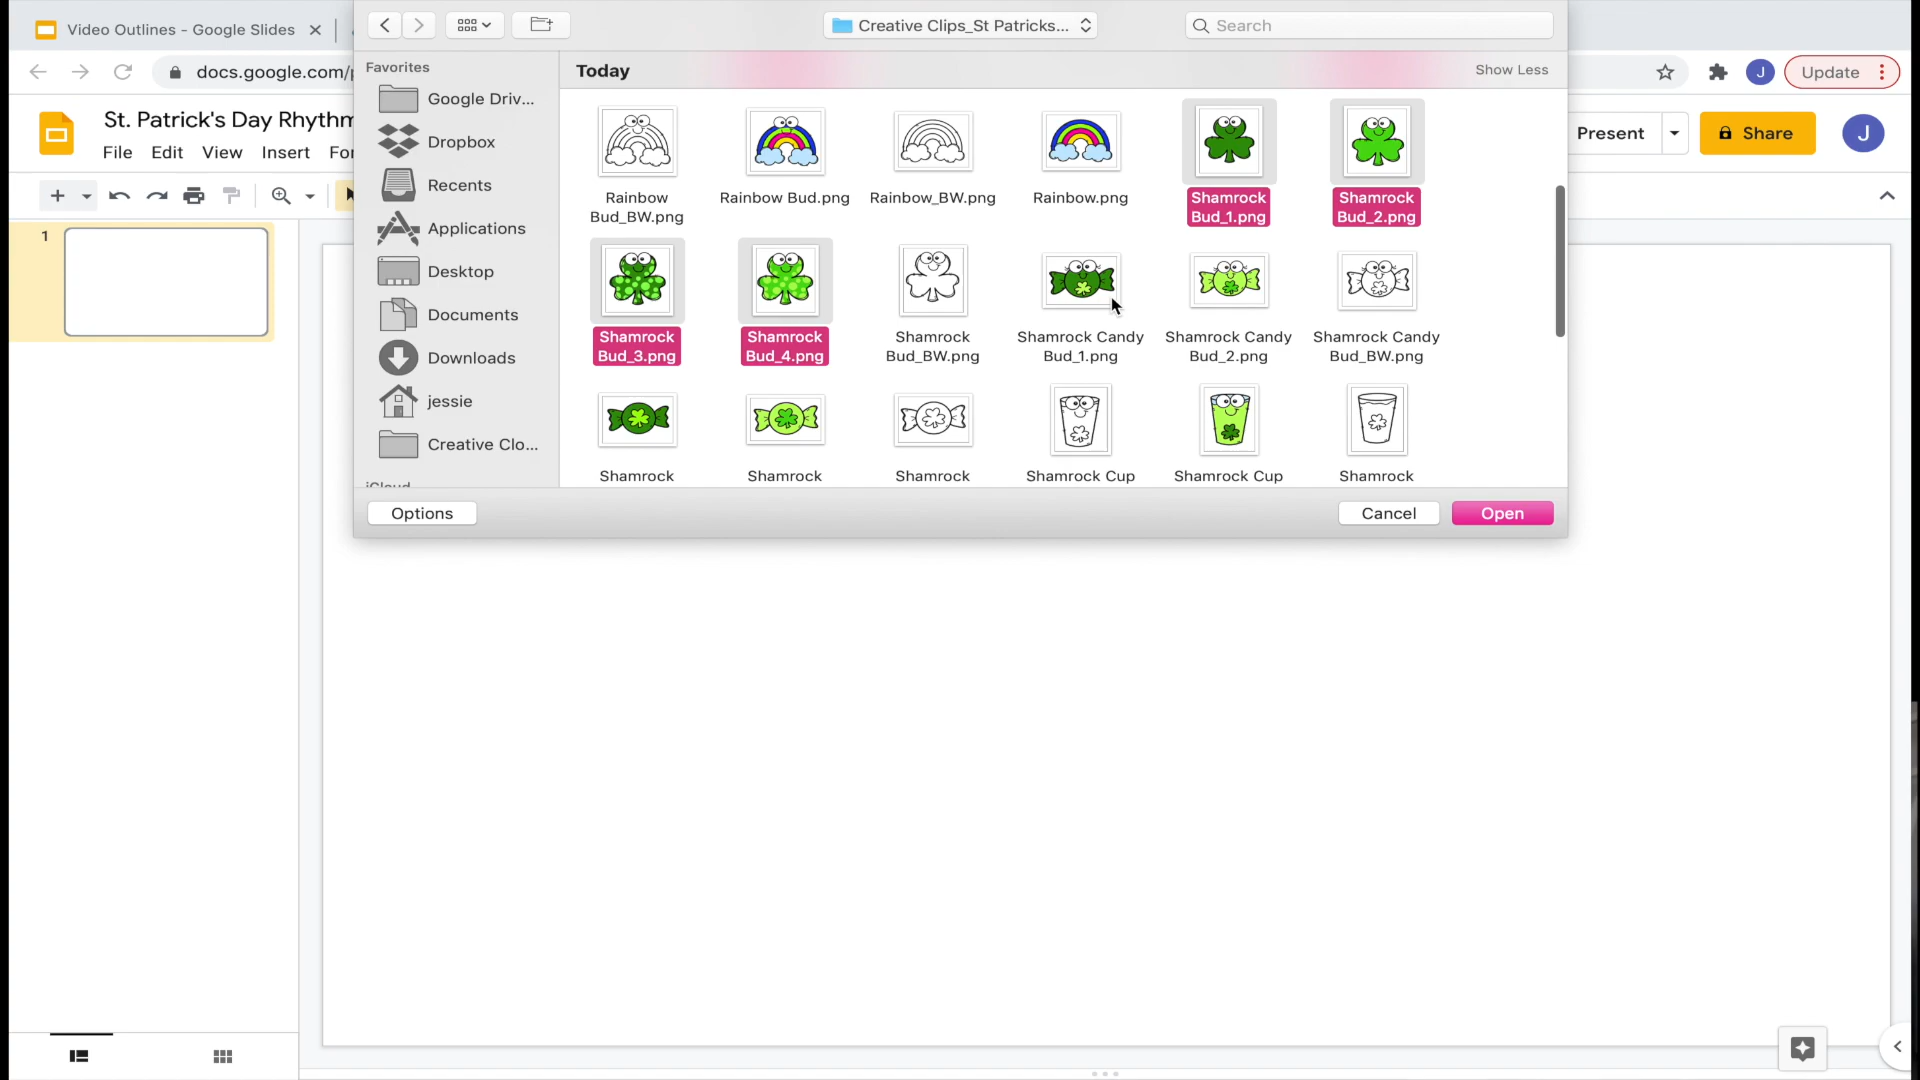 Video Outlines - Google Slides
Creative Clips_St Patricks...
Search
docs.google.com/
Update
St. Patrick's Day Rhythm
File Edit View Insert
Present
Share
J
J
Favorites
Google Driv...
Dropbox
Recents
Applications
Desktop
Documents
Downloads
jessie
Creative Clo...
Today
Show Less
Rainbow
Bud_BW.png
Rainbow Bud.png
Rainbow_BW.png
Rainbow.png
Shamrock
Bud_1.png
Shamrock
Bud_2.png
Shamrock
Bud_3.png
Shamrock
Bud_4.png
Shamrock
Bud_BW.png
Shamrock Candy
Bud_1.png
Shamrock Candy
Bud_2.png
Shamrock Candy
Bud_BW.png
Shamrock
Shamrock
Shamrock
Shamrock Cup
Shamrock Cup
Shamrock
Options
Cancel
Open
1